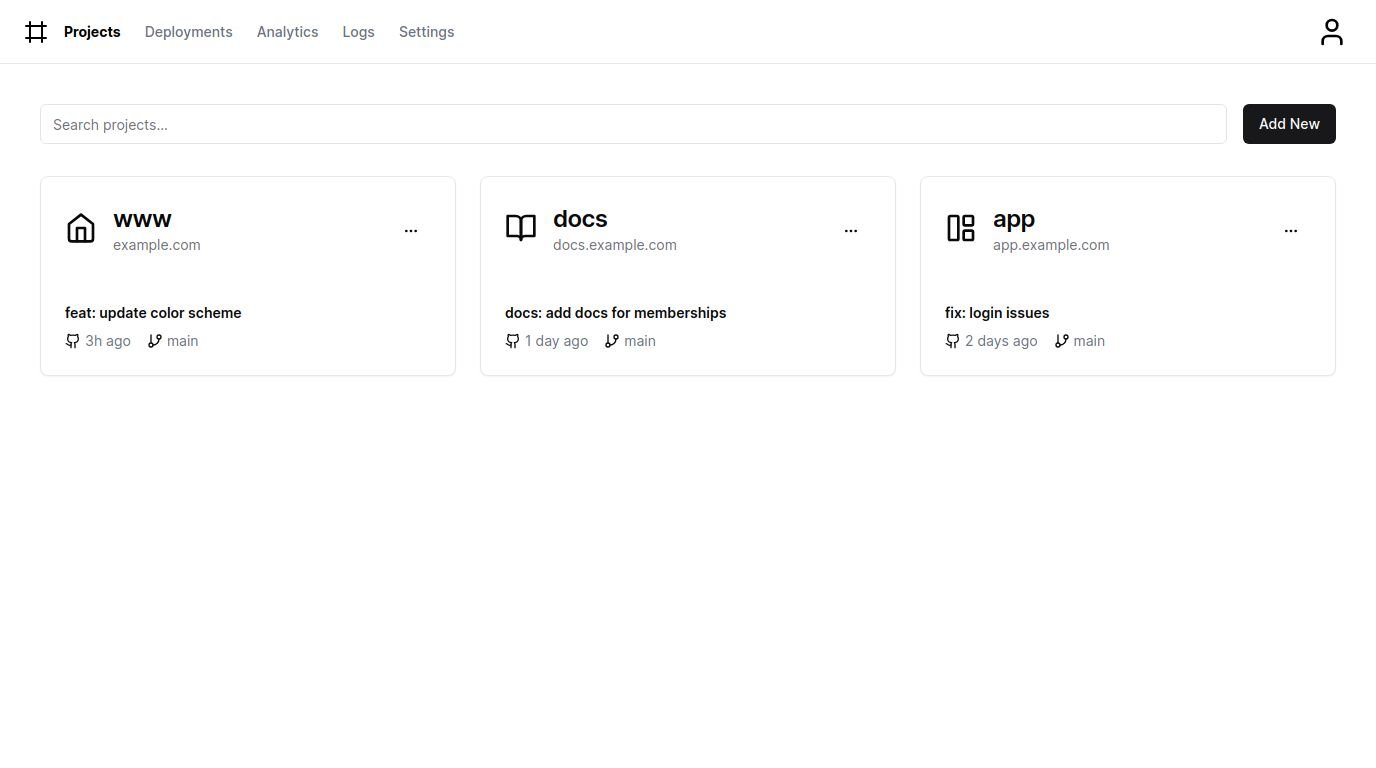 Projects Deployments Analytics Logs Settings
Search projects...
Add New
www
example.com
feat: update color scheme
3h ago main
docs
docs.example.com
docs: add docs for memberships
1 day ago main
app
app.example.com
fix: login issues
2 days ago main